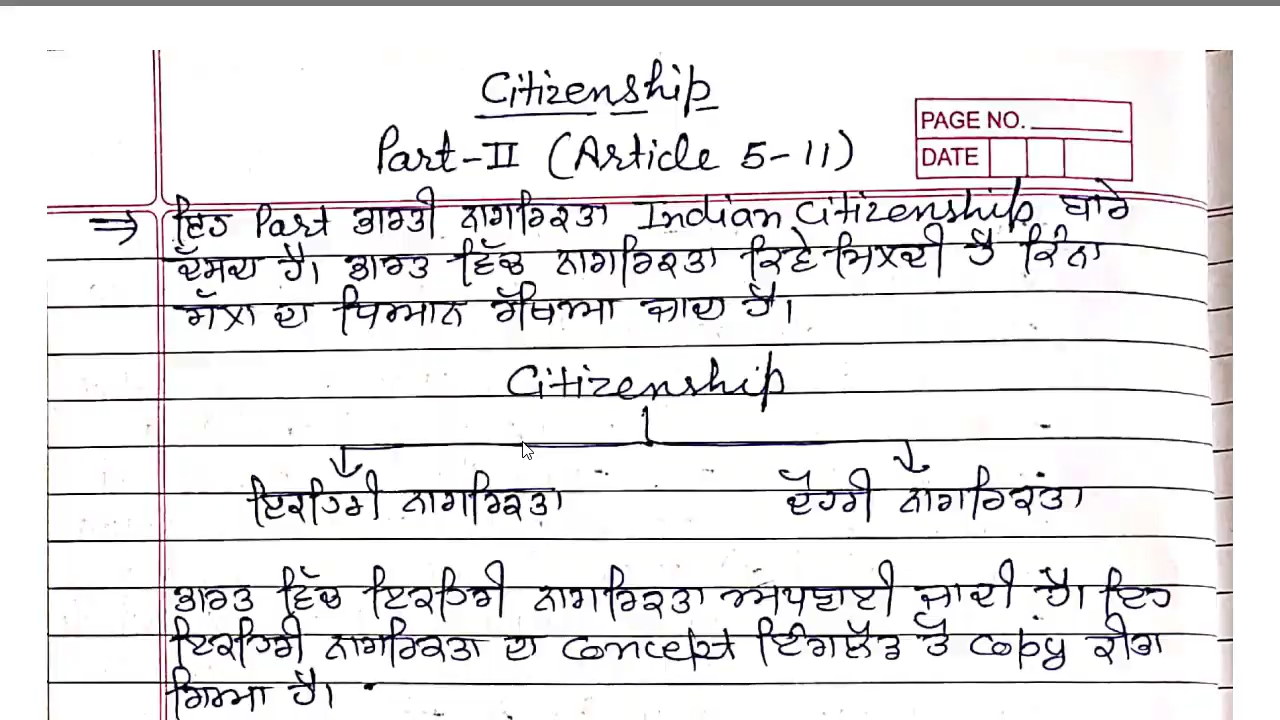 Citizenship
Part-II (Article 5-11)
PAGE NO.
DATE
⇒ ਇਹ Part ਭਾਰਤੀ ਨਾਗਰਿਕਤਾ Indian Citizenship ਬਾਰੇ
ਦੱਸਦਾ ਹੈ। ਭਾਰਤ ਵਿੱਚ ਨਾਗਰਿਕਤਾ ਕਿਵੇਂ ਮਿਲਦੀ ਤੇ ਕਿੰਨਾ
ਗੱਲਾਂ ਦਾ ਧਿਆਨ ਰੱਖਿਆ ਜਾਦਾ ਹੈ।
Citizenship
ਇਕਹਿਰੀ ਨਾਗਰਿਕਤਾ ਦੋਹਰੀ ਨਾਗਰਿਕਤਾ
ਭਾਰਤ ਵਿੱਚ ਇਕਹਿਰੀ ਨਾਗਰਿਕਤਾ ਅਪਣਾਈ ਜਾਦੀ ਹੈ। ਇਹ
ਇਕਹਿਰੀ ਨਾਗਰਿਕਤਾ ਦਾ Concept ਇੰਗਲੈਂਡ ਤੋਂ Copy ਕੀਤਾ
ਗਿਆ ਹੈ।